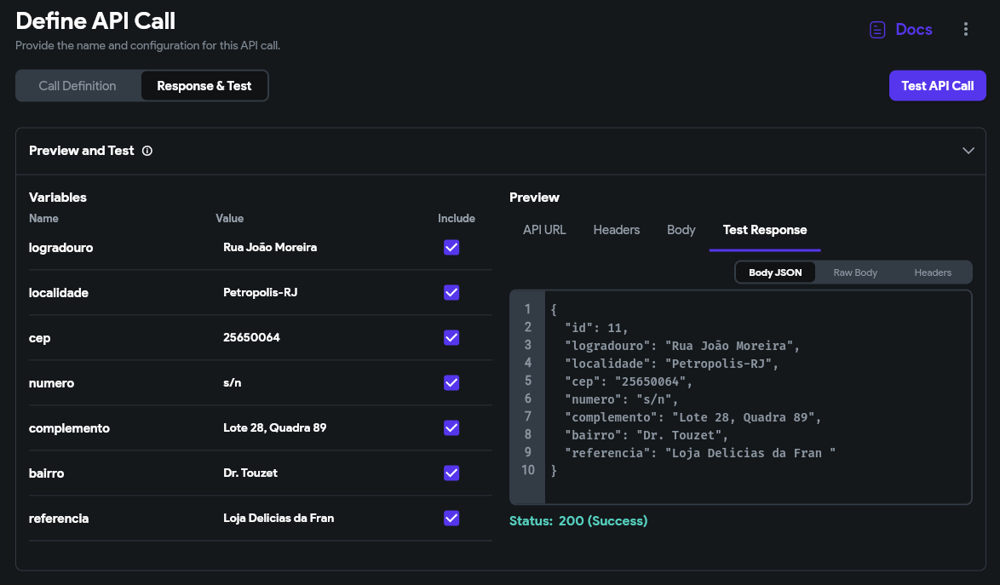 Define API Call
Provide the name and configuration for this API call.
Docs
Call Definition
Response & Test
Test API Call
Preview and Test
Variables
Name Value Include
logradouro Rua João Moreira
localidade Petropolis-RJ
cep 25650064
numero s/n
complemento Lote 28, Quadra 89
bairro Dr. Touzet
referencia Loja Delicias da Fran
Preview
API URL Headers Body Test Response
Body JSON Raw Body Headers
1 {
2 "id": 11,
3 "logradouro": "Rua João Moreira",
4 "localidade": "Petropolis-RJ",
5 "cep": "25650064",
6 "numero": "s/n",
7 "complemento": "Lote 28, Quadra 89",
8 "bairro": "Dr. Touzet",
9 "referencia": "Loja Delicias da Fran "
10 }
Status: 200 (Success)